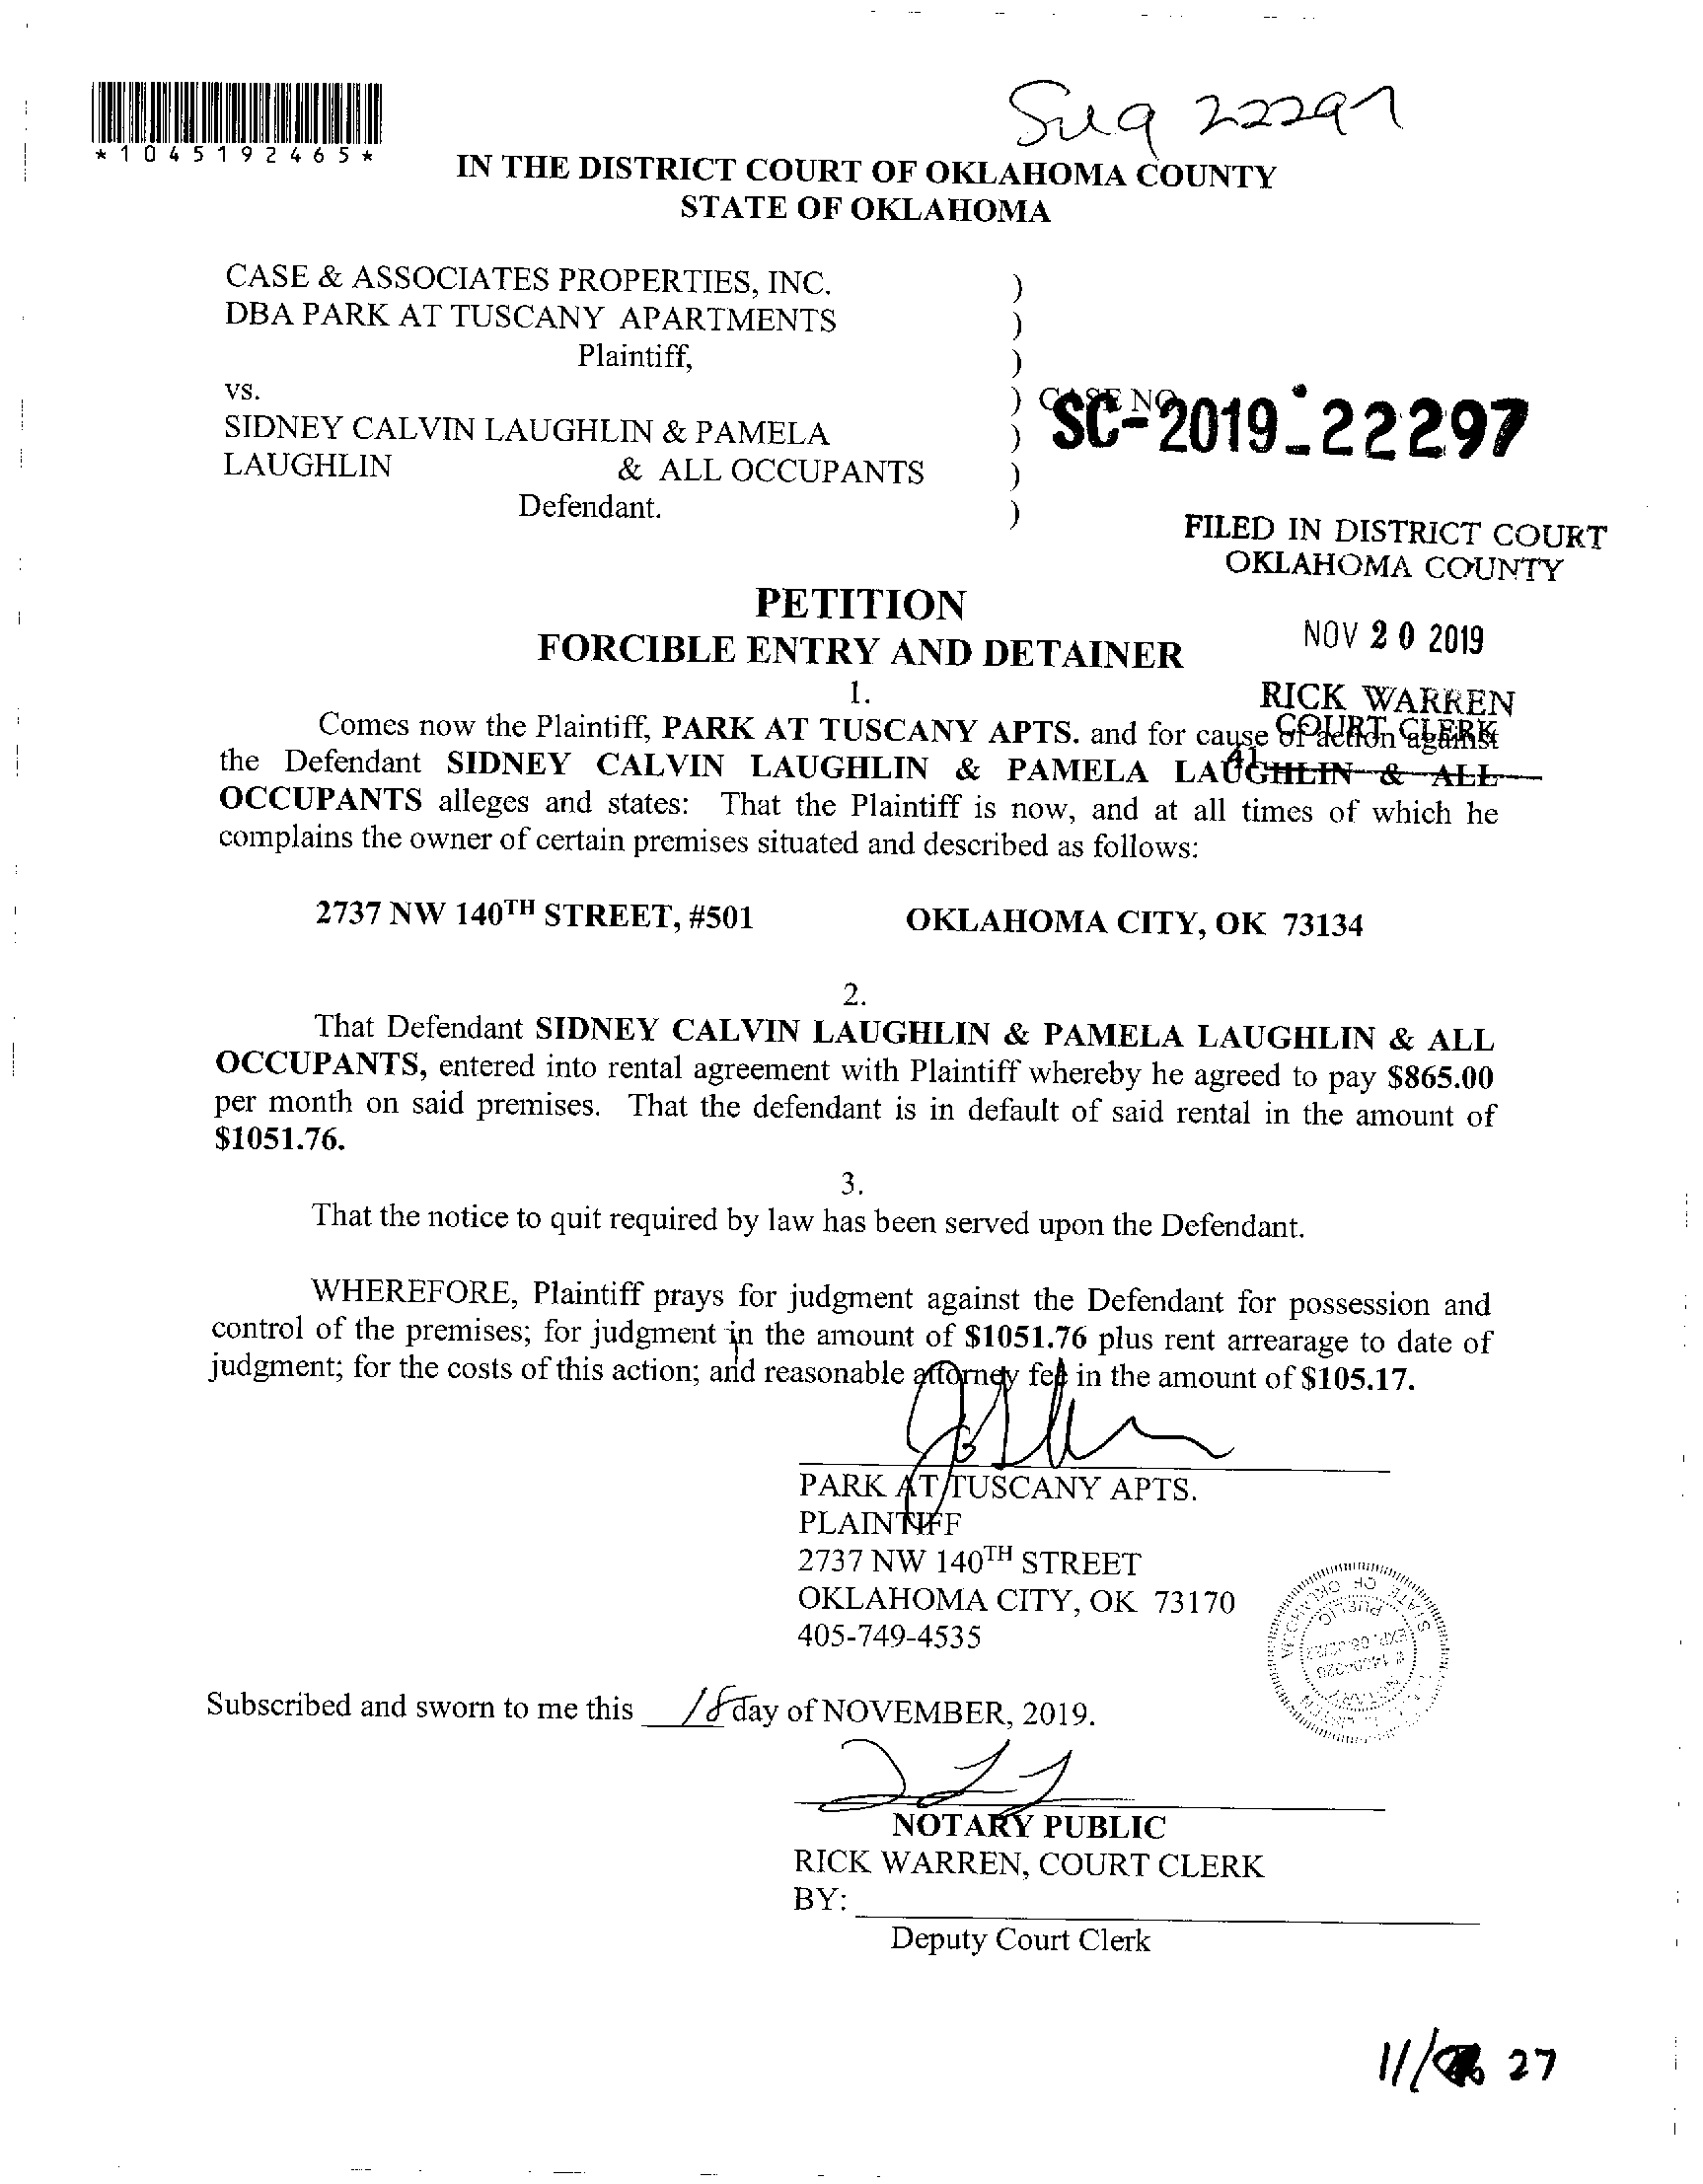 Suq 22297
*1045192465*
IN THE DISTRICT COURT OF OKLAHOMA COUNTY
STATE OF OKLAHOMA
CASE & ASSOCIATES PROPERTIES, INC. )
DBA PARK AT TUSCANY APARTMENTS )
Plaintiff, )
vs. ) CASE NO. SC-2019-22297
SIDNEY CALVIN LAUGHLIN & PAMELA )
LAUGHLIN & ALL OCCUPANTS )
Defendant. )
FILED IN DISTRICT COURT
OKLAHOMA COUNTY
NOV 20 2019
RICK WARREN
COURT CLERK
41
PETITION
FORCIBLE ENTRY AND DETAINER
1.
Comes now the Plaintiff, PARK AT TUSCANY APTS. and for cause of action against
the Defendant SIDNEY CALVIN LAUGHLIN & PAMELA LAUGHLIN & ALL
OCCUPANTS alleges and states: That the Plaintiff is now, and at all times of which he
complains the owner of certain premises situated and described as follows:
2737 NW 140TH STREET, #501 OKLAHOMA CITY, OK 73134
2.
That Defendant SIDNEY CALVIN LAUGHLIN & PAMELA LAUGHLIN & ALL
OCCUPANTS, entered into rental agreement with Plaintiff whereby he agreed to pay $865.00
per month on said premises. That the defendant is in default of said rental in the amount of
$1051.76.
3.
That the notice to quit required by law has been served upon the Defendant.
WHEREFORE, Plaintiff prays for judgment against the Defendant for possession and
control of the premises; for judgment in the amount of $1051.76 plus rent arrearage to date of
judgment; for the costs of this action; and reasonable attorney fee in the amount of $105.17.
PARK AT TUSCANY APTS.
PLAINTIFF
2737 NW 140TH STREET
OKLAHOMA CITY, OK 73170
405-749-4535
STATE OF OKLAHOMA
NOTARY PUBLIC
Subscribed and sworn to me this 18 day of NOVEMBER, 2019.
NOTARY PUBLIC
RICK WARREN, COURT CLERK
BY:
Deputy Court Clerk
11/ 27